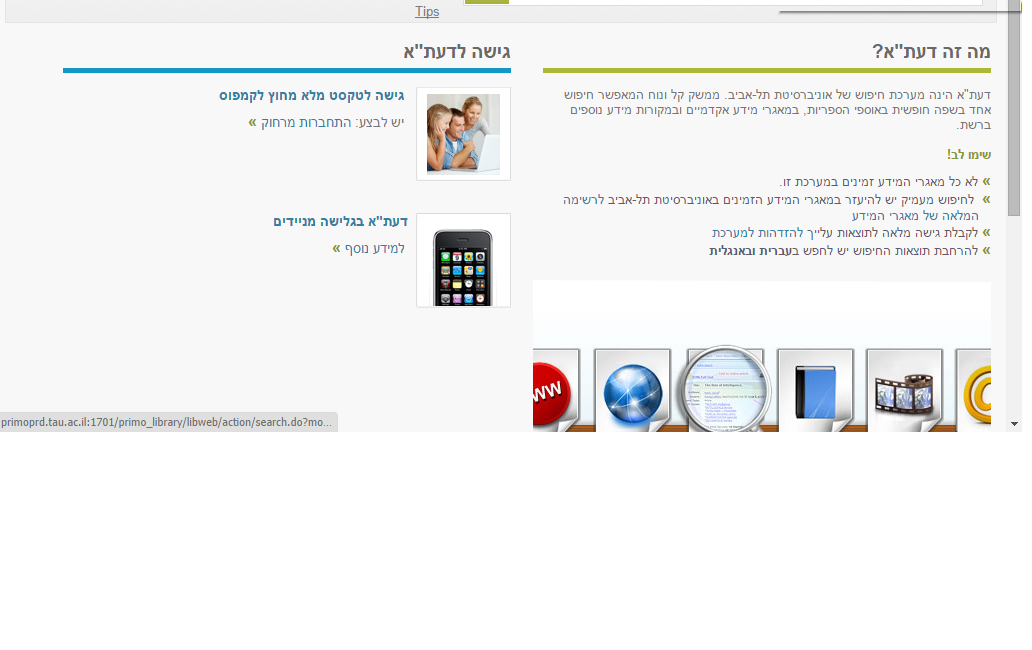 Tips
מה זה דעת"א?
דעת"א הינה מערכת חיפוש של אוניברסיטת תל-אביב. ממשק קל ונוח המאפשר חיפוש
אחד בשפה חופשית באוספי הספריות, במאגרי מידע אקדמיים ובמקורות מידע נוספים
ברשת.
שימו לב!
» לא כל מאגרי המידע זמינים במערכת זו.
» לחיפוש מעמיק יש להיעזר במאגרי המידע הזמינים באוניברסיטת תל-אביב לרשימה
המלאה של מאגרי המידע
» לקבלת גישה מלאה לתוצאות עלייך להזדהות למערכת
» להרחבת תוצאות החיפוש יש לחפש בעברית ובאנגלית
גישה לדעת"א
גישה לטקסט מלא מחוץ לקמפוס
יש לבצע: התחברות מרחוק »
דעת"א בגלישה מניידים
למידע נוסף »
WW
@
primoprd.tau.ac.il:1701/primo_library/libweb/action/search.do?mo...